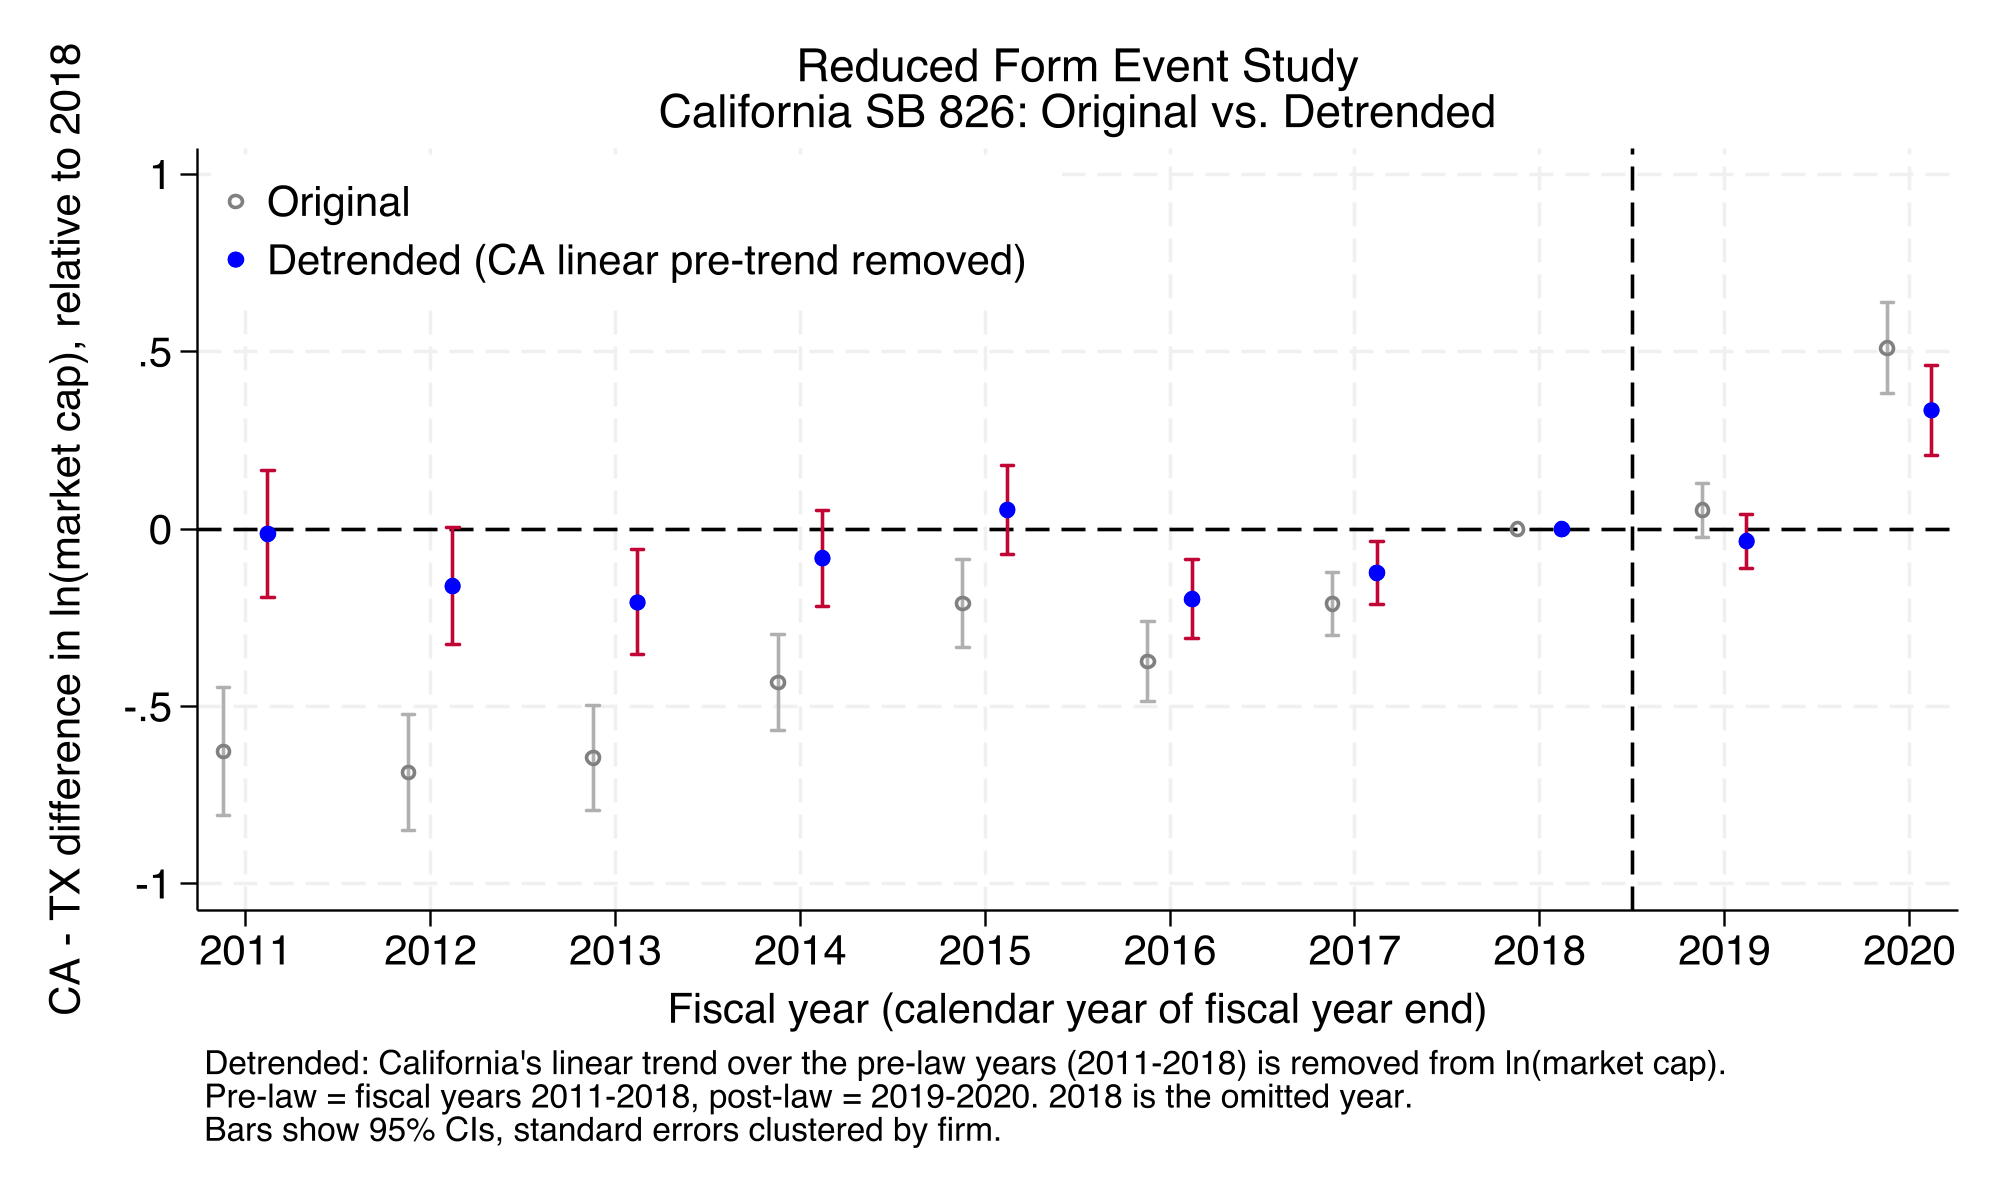 Reduced Form Event Study
California SB 826: Original vs. Detrended
CA - TX difference in ln(market cap), relative to 2018
1
.5
0
-.5
-1
Original
Detrended (CA linear pre-trend removed)
2011 2012 2013 2014 2015 2016 2017 2018 2019 2020
Fiscal year (calendar year of fiscal year end)
Detrended: California's linear trend over the pre-law years (2011-2018) is removed from ln(market cap).
Pre-law = fiscal years 2011-2018, post-law = 2019-2020. 2018 is the omitted year.
Bars show 95% CIs, standard errors clustered by firm.